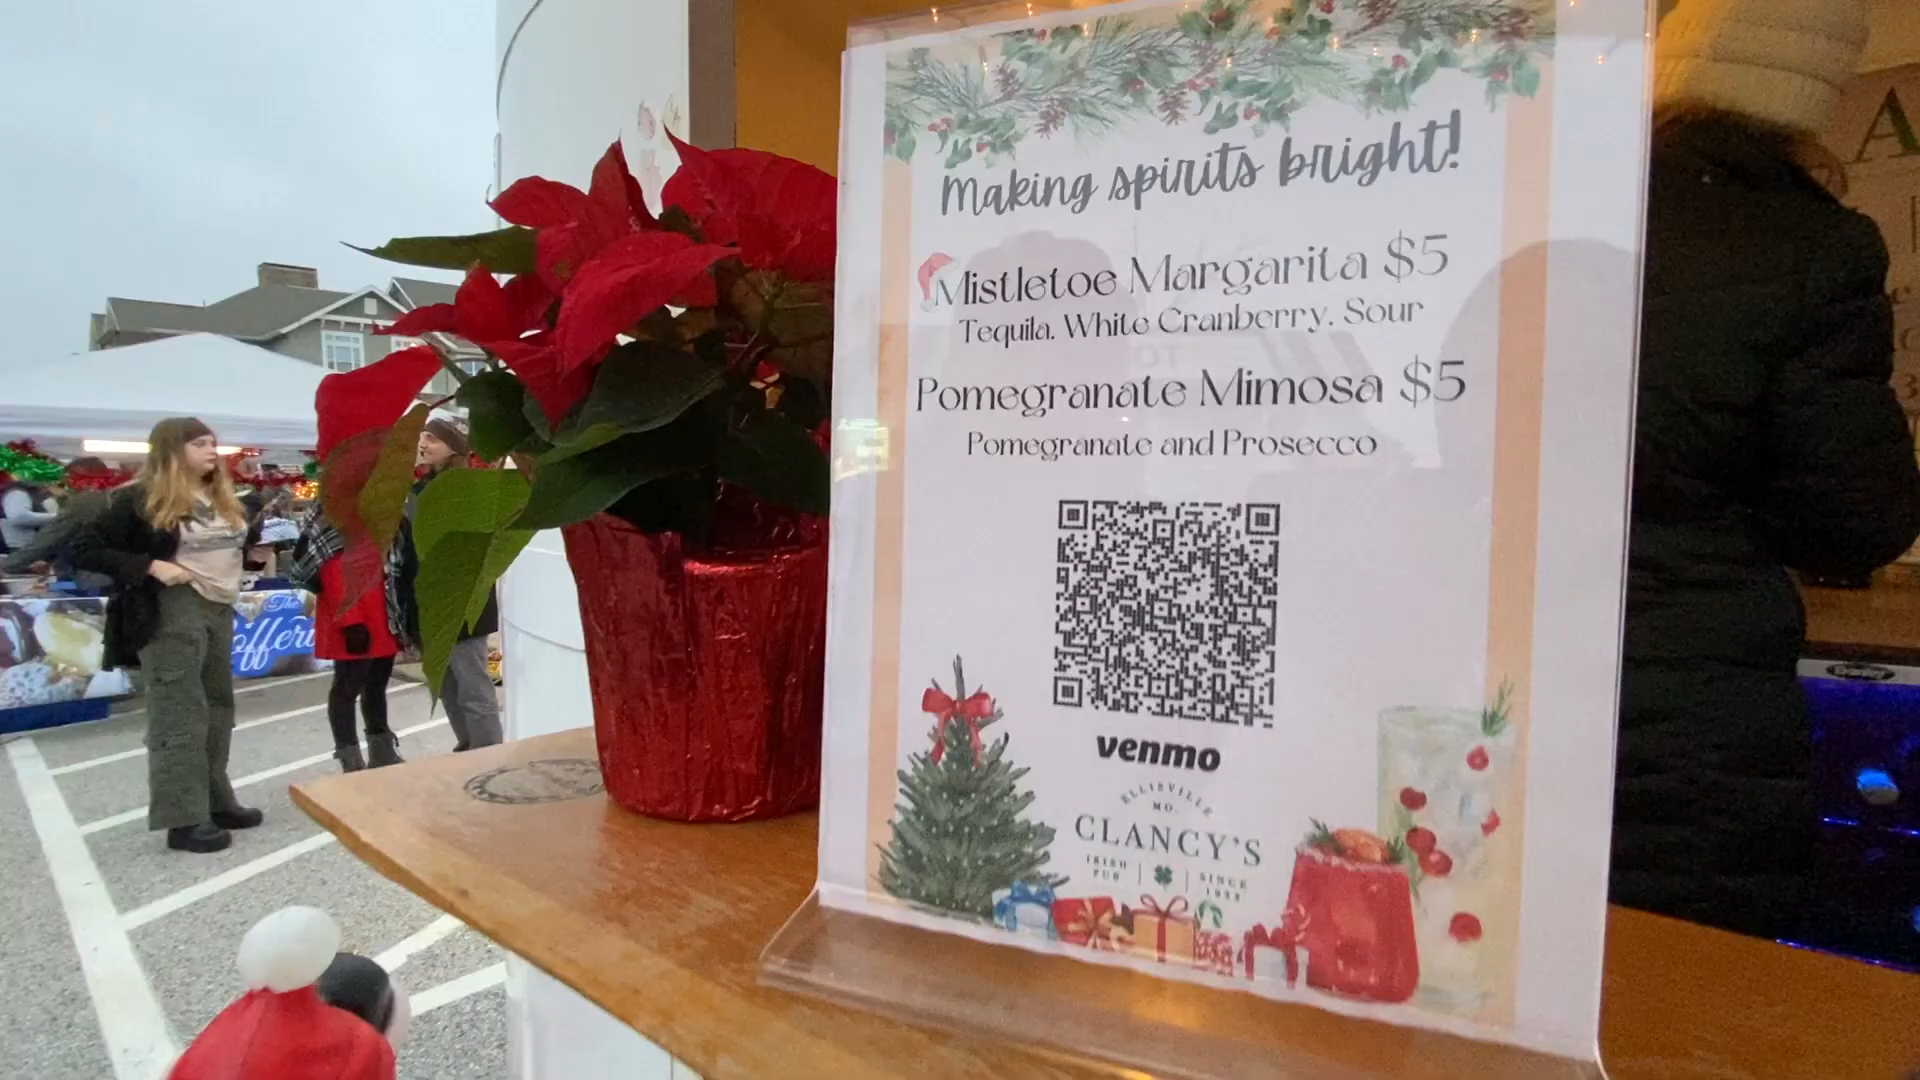 Making spirits bright!
Mistletoe Margarita $5
Tequila. White Cranberry. Sour
Pomegranate Mimosa $5
Pomegranate and Prosecco
venmo
ELLISVILLE
MO.
CLANCY'S
IRISH PUB
SINCE
The
A